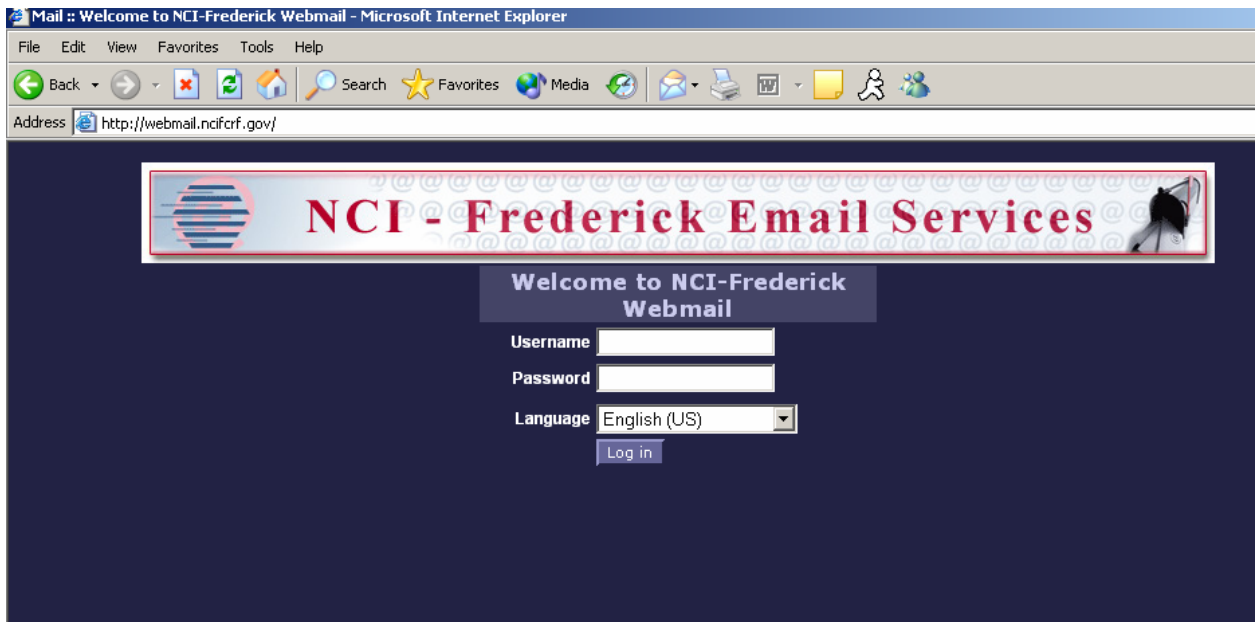 Mail :: Welcome to NCI-Frederick Webmail - Microsoft Internet Explorer
File Edit View Favorites Tools Help
Back Search Favorites Media
Address http://webmail.ncifcrf.gov/
NCI - Frederick Email Services
Welcome to NCI-Frederick
Webmail
Username
Password
Language English (US)
Log in